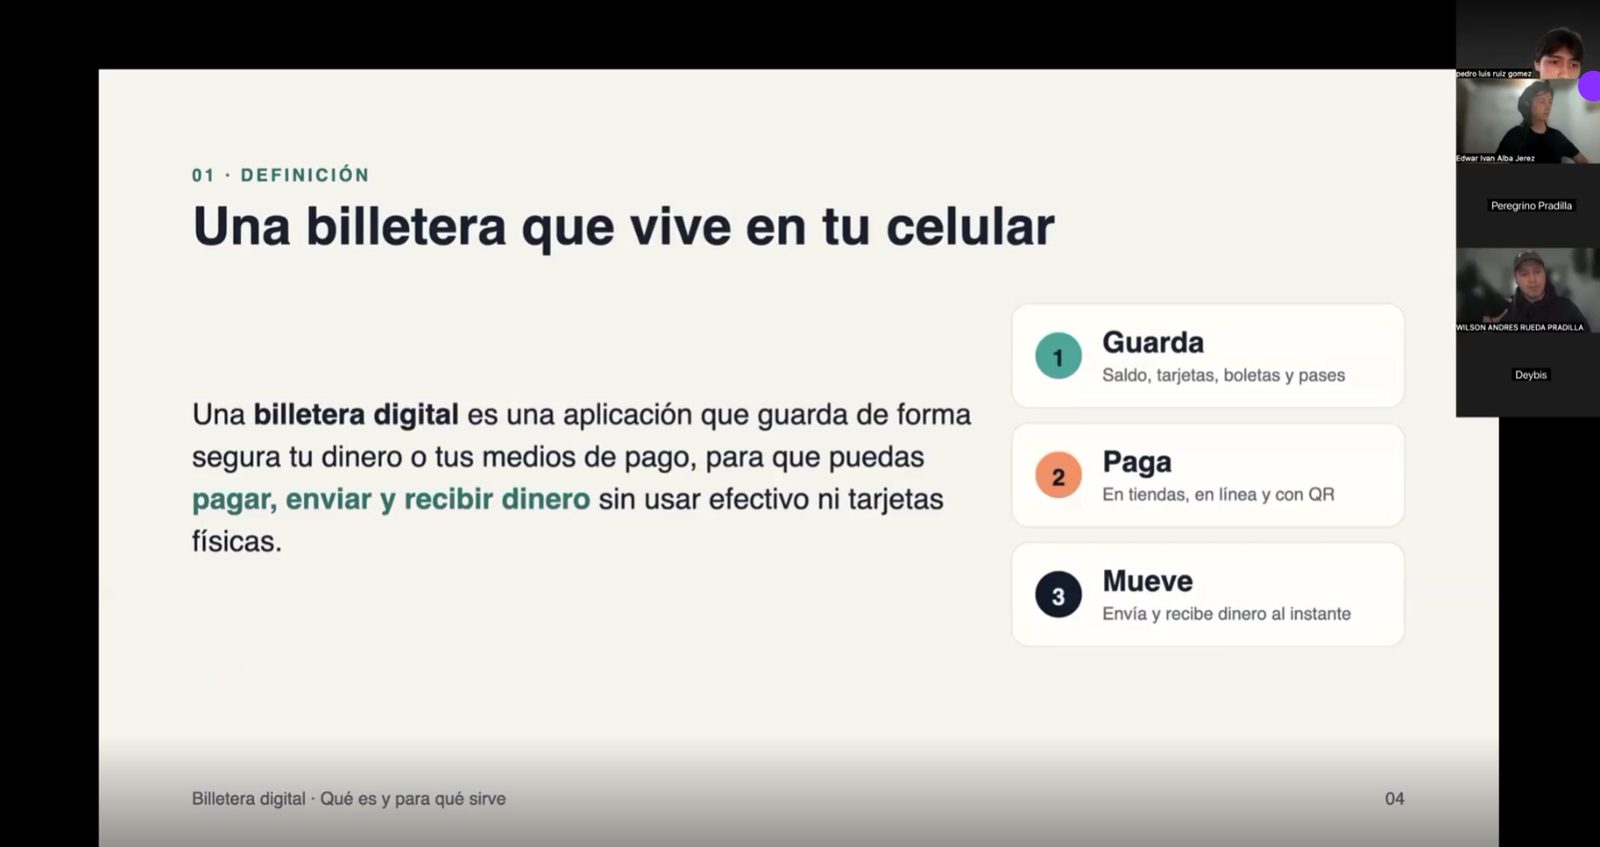 01 · DEFINICIÓN
Una billetera que vive en tu celular
Una billetera digital es una aplicación que guarda de forma
segura tu dinero o tus medios de pago, para que puedas
pagar, enviar y recibir dinero sin usar efectivo ni tarjetas
físicas.
1
Guarda
Saldo, tarjetas, boletas y pases
2
Paga
En tiendas, en línea y con QR
3
Mueve
Envía y recibe dinero al instante
Billetera digital · Qué es y para qué sirve
04
pedro luis ruiz gomez
Edwar Ivan Alba Jerez
Peregrino Pradilla
WILSON ANDRES RUEDA PRADILLA
Deybis